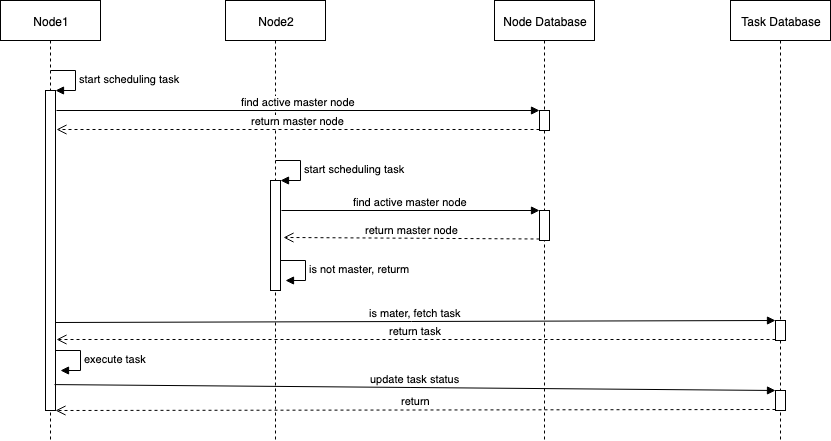 Node1
Node2
Node Database
Task Database
start scheduling task
find active master node
return master node
start scheduling task
find active master node
return master node
is not master, returm
is mater, fetch task
return task
execute task
update task status
return